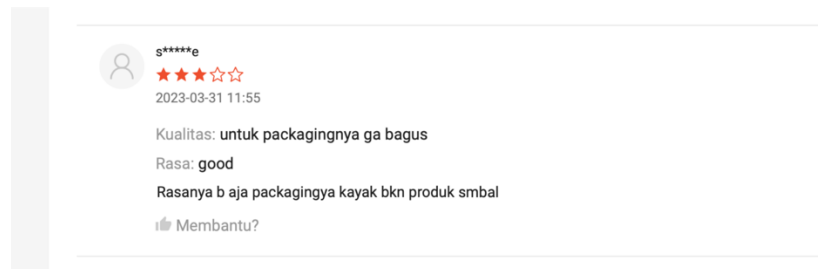 s*****e
2023-03-31 11:55
Kualitas: untuk packagingnya ga bagus
Rasa: good
Rasanya b aja packagingya kayak bkn produk smbal
Membantu?